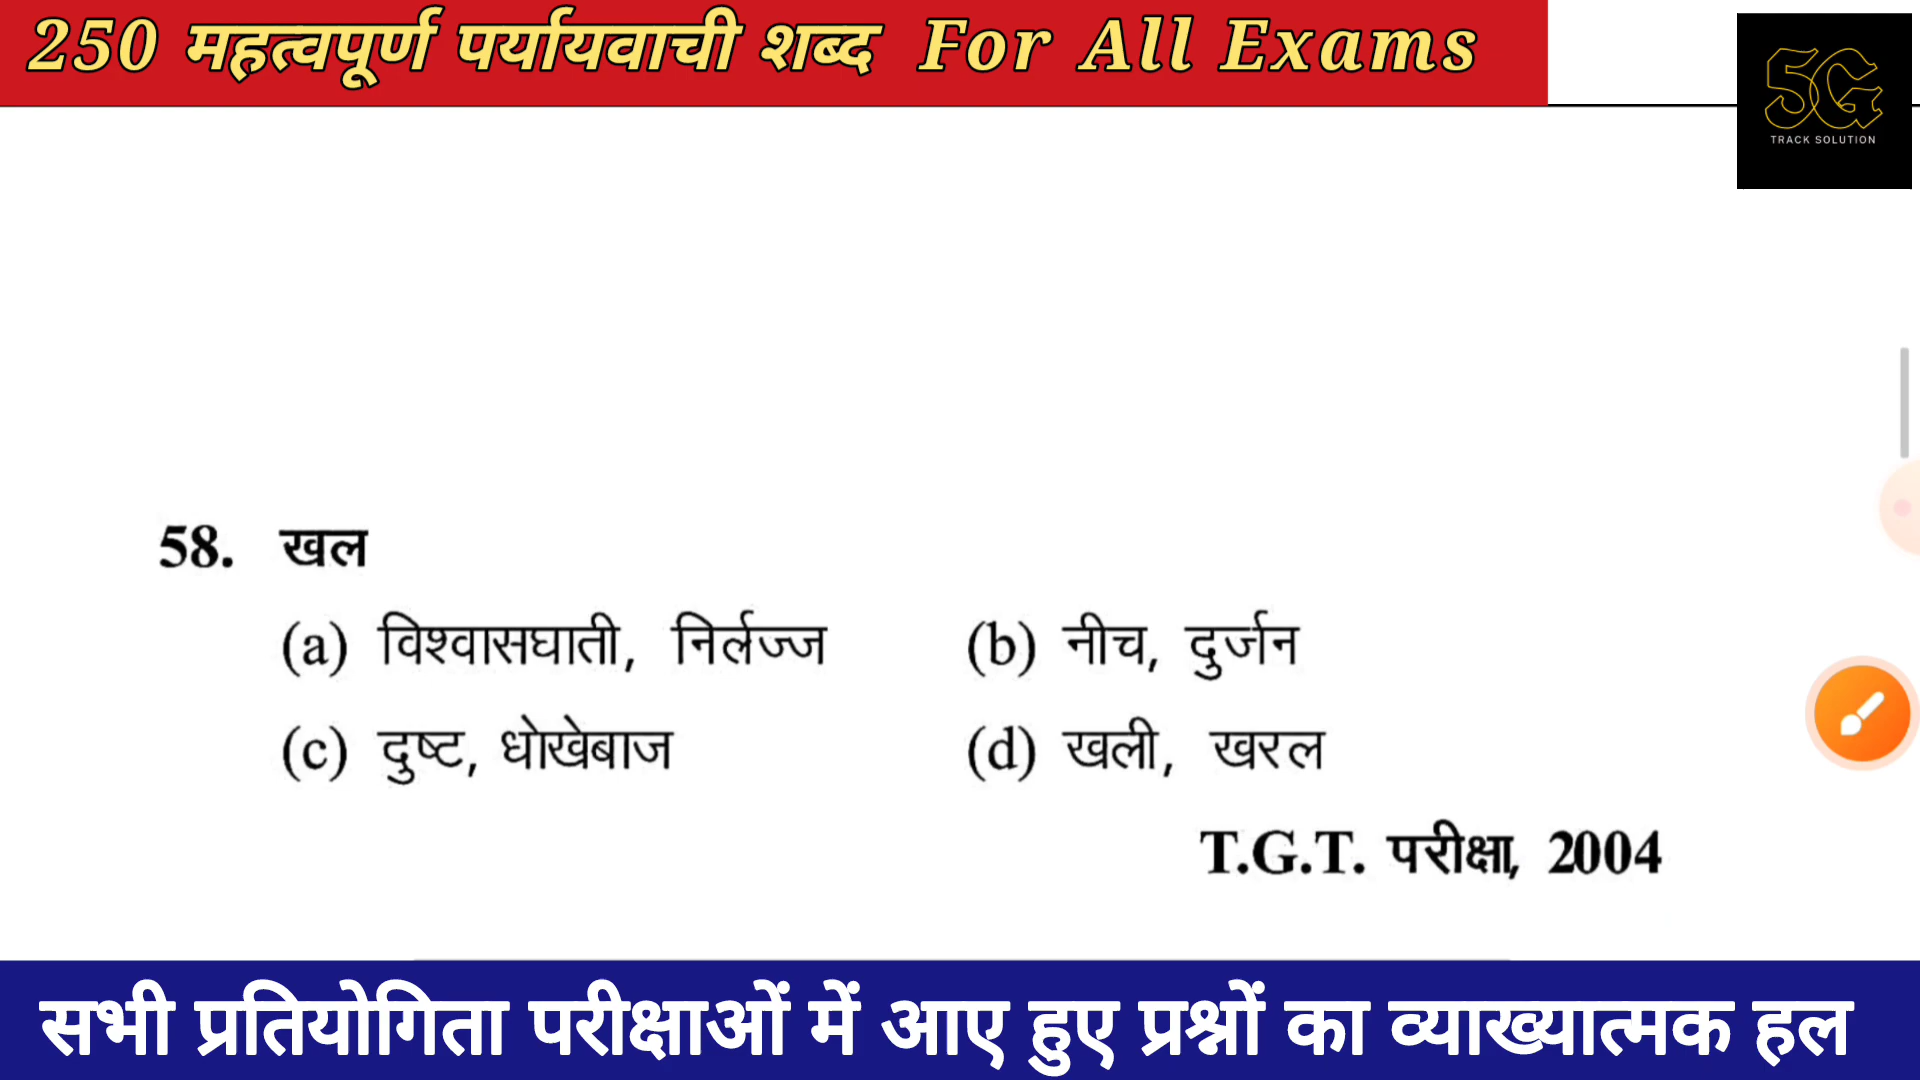 250 महत्वपूर्ण पर्यायवाची शब्द For All Exams
5G
TRACK SOLUTION
58. खल
(a) विश्वासघाती, निर्लज्ज (b) नीच, दुर्जन
(c) दुष्ट, धोखेबाज (d) खली, खरल
T.G.T. परीक्षा, 2004
सभी प्रतियोगिता परीक्षाओं में आए हुए प्रश्नों का व्याख्यात्मक हल